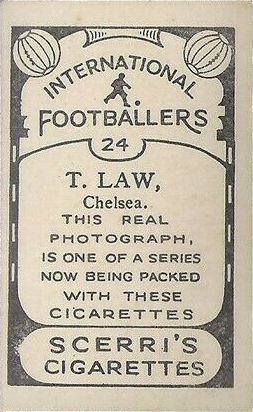 INTERNATIONAL
FOOTBALLERS
24
T. LAW,
Chelsea.
THIS REAL
PHOTOGRAPH,
IS ONE OF A SERIES
NOW BEING PACKED
WITH THESE
CIGARETTES
SCERRI'S
CIGARETTES